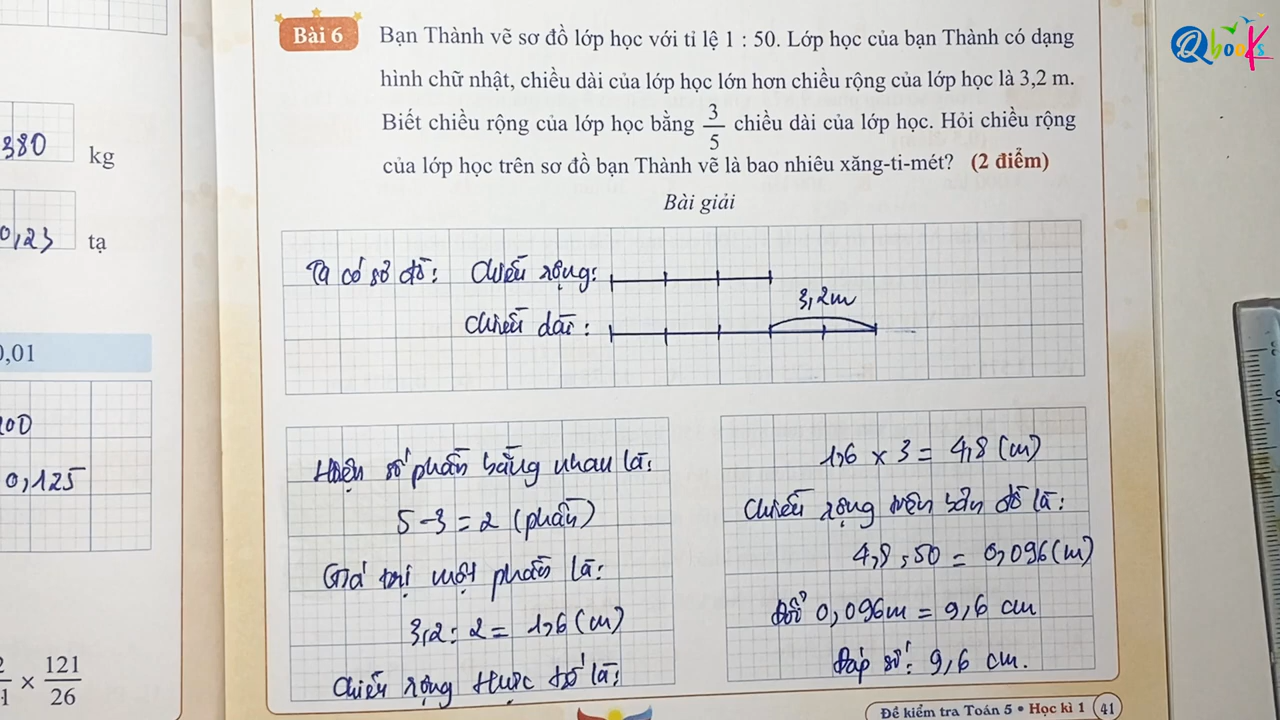 Qbooks
380 kg
0,23 tạ
0,01
0,125
121
26
Bài 6
Bạn Thành vẽ sơ đồ lớp học với tỉ lệ 1 : 50. Lớp học của bạn Thành có dạng
hình chữ nhật, chiều dài của lớp học lớn hơn chiều rộng của lớp học là 3,2 m.
Biết chiều rộng của lớp học bằng 3/5 chiều dài của lớp học. Hỏi chiều rộng
của lớp học trên sơ đồ bạn Thành vẽ là bao nhiêu xăng-ti-mét? (2 điểm)
Bài giải
Ta có sơ đồ: Chiều rộng:
3,2m
Chiều dài:
Hiệu số phần bằng nhau là:
5-3=2 (phần)
Giá trị một phần là:
3,2:2= 1,6 (m)
Chiều rộng thực tế là:
1,6 x 3 = 4,8 (m)
Chiều rộng trên bản đồ là:
4,8:50 = 0,096 (m)
Đổi 0,096m = 9,6 cm
Đáp số: 9,6 cm.
Đề kiểm tra Toán 5 • Học kì 1 41